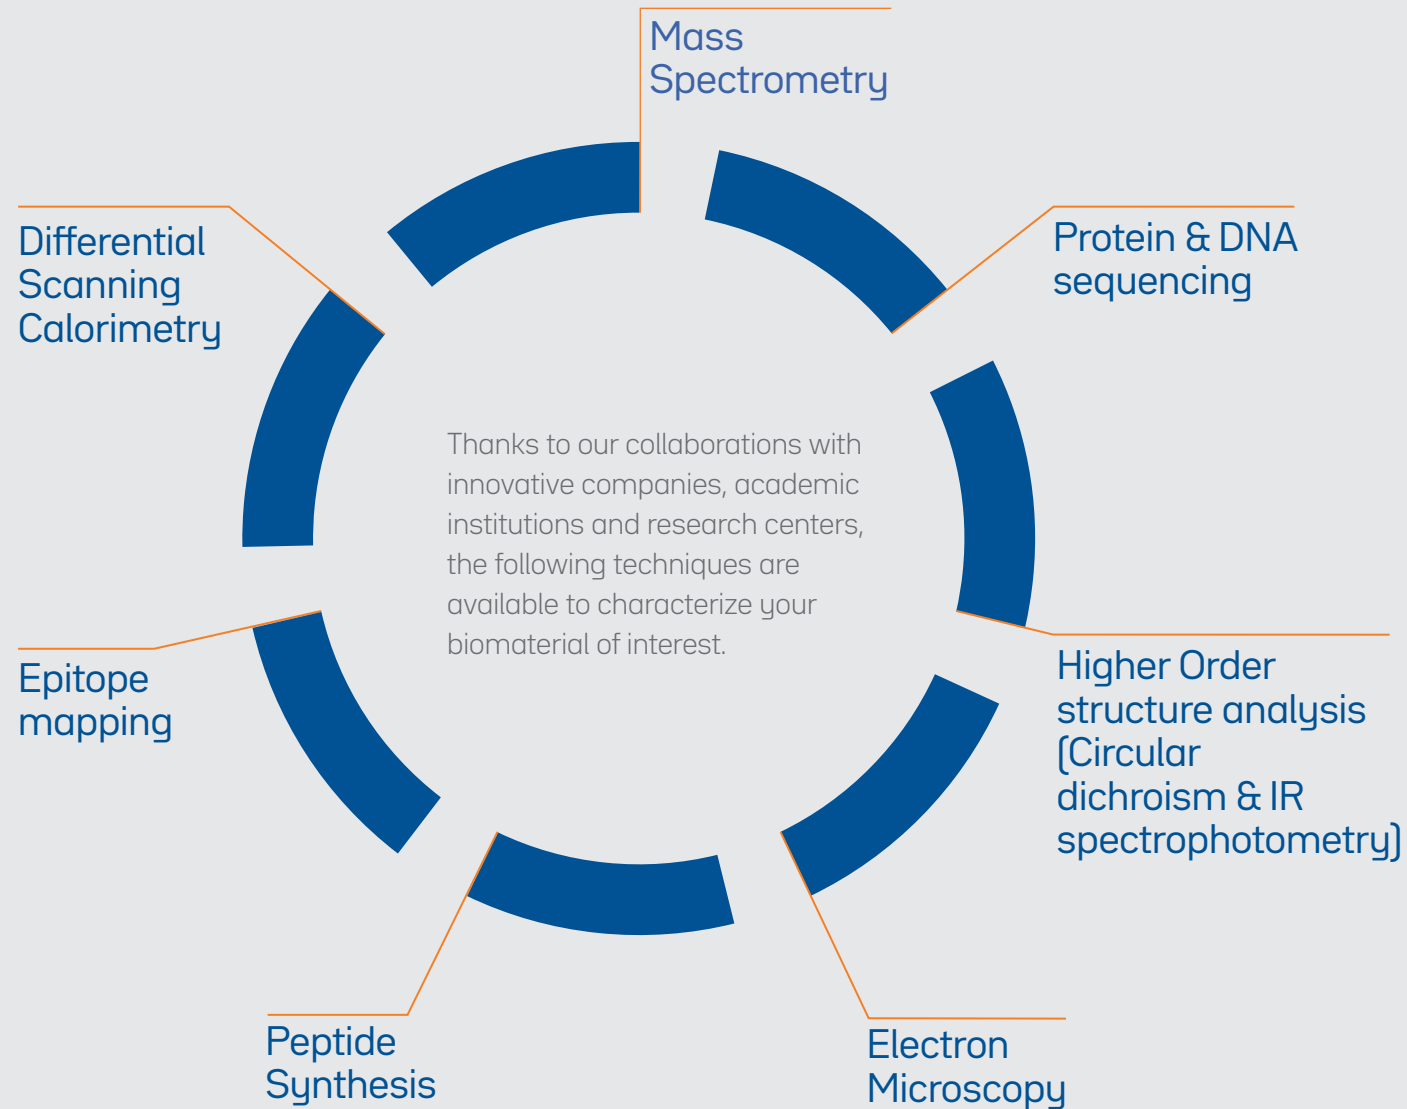 Mass
Spectrometry
Protein & DNA
sequencing
Differential
Scanning
Calorimetry
Thanks to our collaborations with
innovative companies, academic
institutions and research centers,
the following techniques are
available to characterize your
biomaterial of interest.
Higher Order
structure analysis
(Circular
dichroism & IR
spectrophotometry)
Epitope
mapping
Peptide
Synthesis
Electron
Microscopy